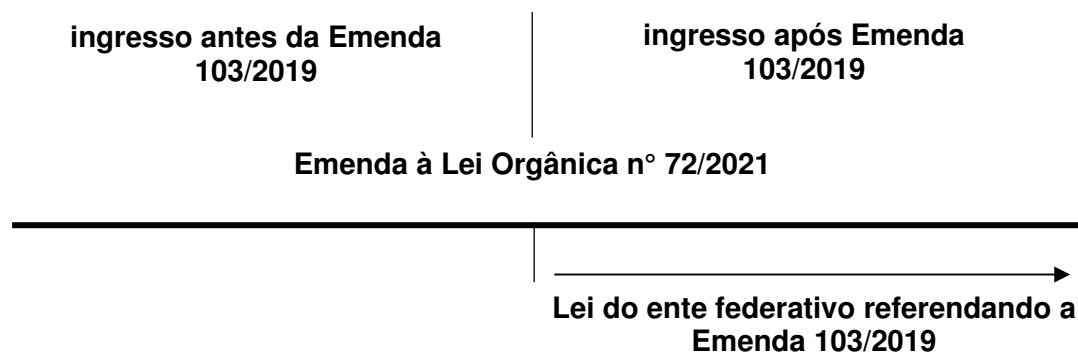 ingresso antes da Emenda
103/2019
ingresso após Emenda
103/2019
Emenda à Lei Orgânica n° 72/2021
Lei do ente federativo referendando a
Emenda 103/2019